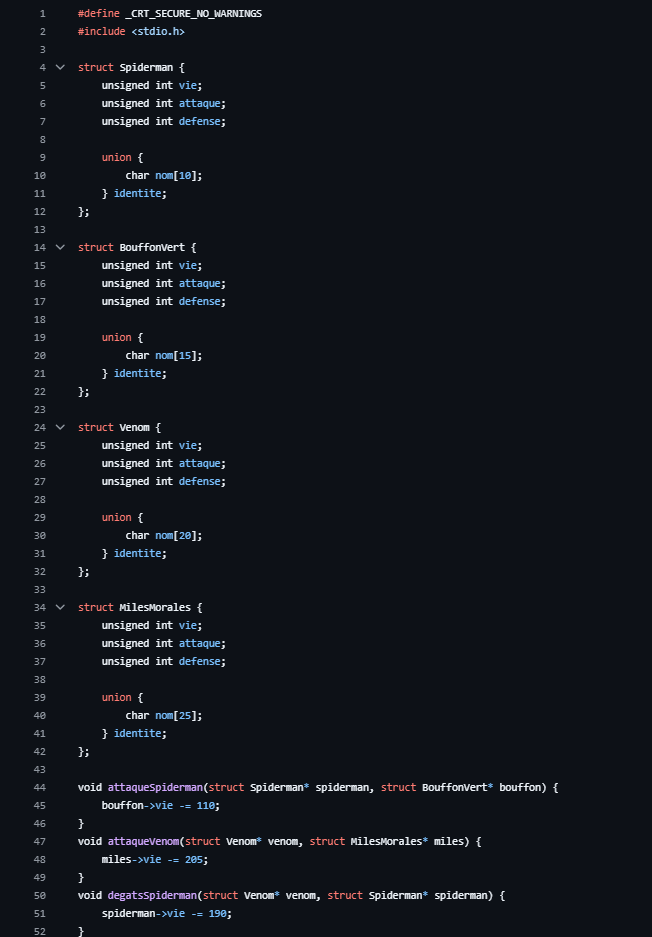 1 #define _CRT_SECURE_NO_WARNINGS
2 #include <stdio.h>
3
4 struct Spiderman {
5 unsigned int vie;
6 unsigned int attaque;
7 unsigned int defense;
8
9 union {
10 char nom[10];
11 } identite;
12 };
13
14 struct BouffonVert {
15 unsigned int vie;
16 unsigned int attaque;
17 unsigned int defense;
18
19 union {
20 char nom[15];
21 } identite;
22 };
23
24 struct Venom {
25 unsigned int vie;
26 unsigned int attaque;
27 unsigned int defense;
28
29 union {
30 char nom[20];
31 } identite;
32 };
33
34 struct MilesMorales {
35 unsigned int vie;
36 unsigned int attaque;
37 unsigned int defense;
38
39 union {
40 char nom[25];
41 } identite;
42 };
43
44 void attaqueSpiderman(struct Spiderman* spiderman, struct BouffonVert* bouffon) {
45 bouffon->vie -= 110;
46 }
47 void attaqueVenom(struct Venom* venom, struct MilesMorales* miles) {
48 miles->vie -= 205;
49 }
50 void degatsSpiderman(struct Venom* venom, struct Spiderman* spiderman) {
51 spiderman->vie -= 190;
52 }